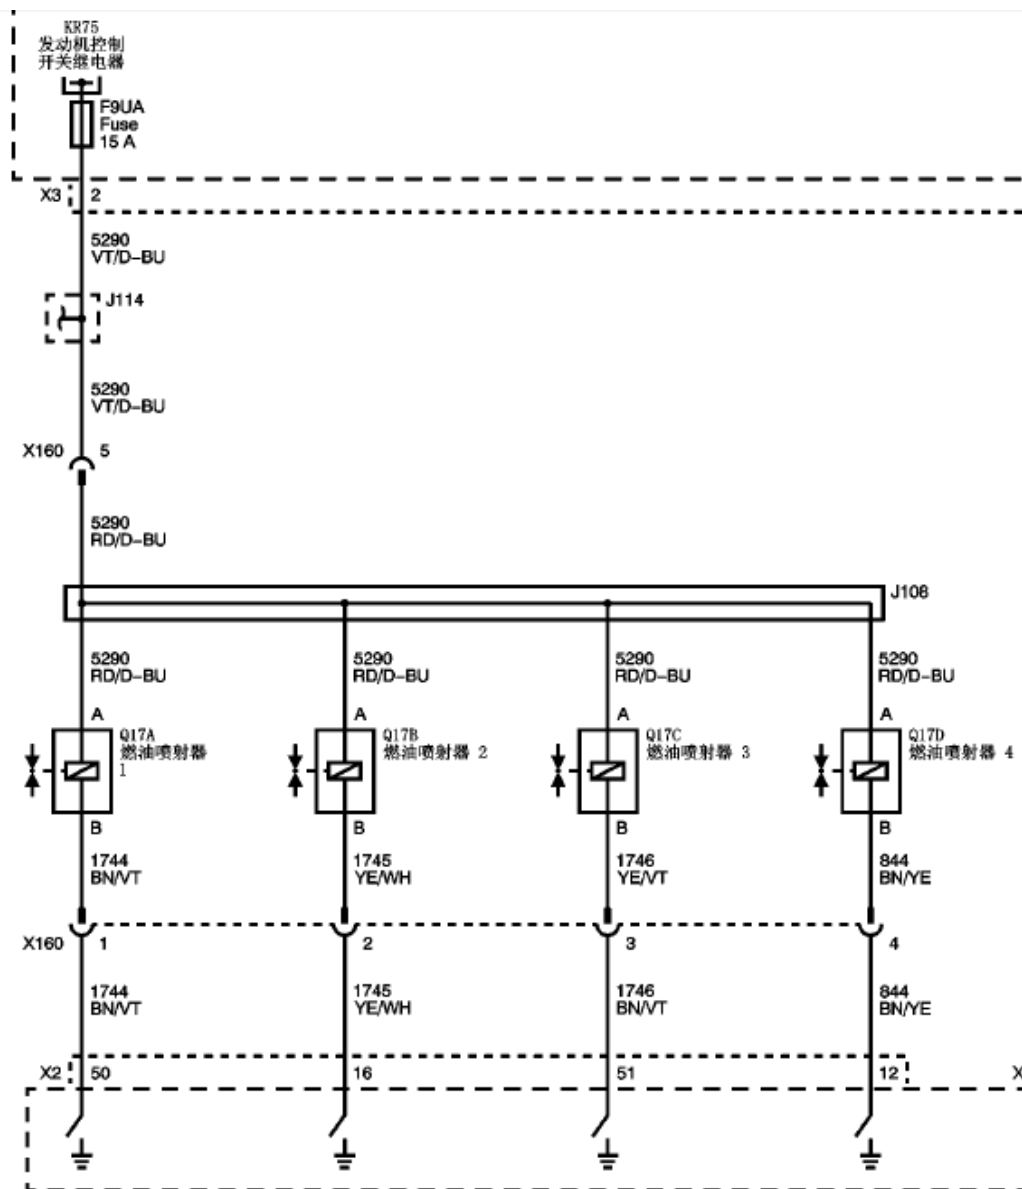 KR75
发动机控制
开关继电器
F9UA
Fuse
15 A
X3
2
5290
VT/D-BU
J114
5290
VT/D-BU
X160
5
5290
RD/D-BU
J108
5290
RD/D-BU
5290
RD/D-BU
5290
RD/D-BU
5290
RD/D-BU
A
Q17A
燃油喷射器
1
A
Q17B
燃油喷射器 2
A
Q17C
燃油喷射器 3
A
Q17D
燃油喷射器 4
B
B
B
B
1744
BN/VT
1745
YE/WH
1746
YE/VT
844
BN/YE
X160
1
2
3
4
1744
BN/VT
1745
YE/WH
1746
BN/VT
844
BN/YE
X2
50
16
51
12
X